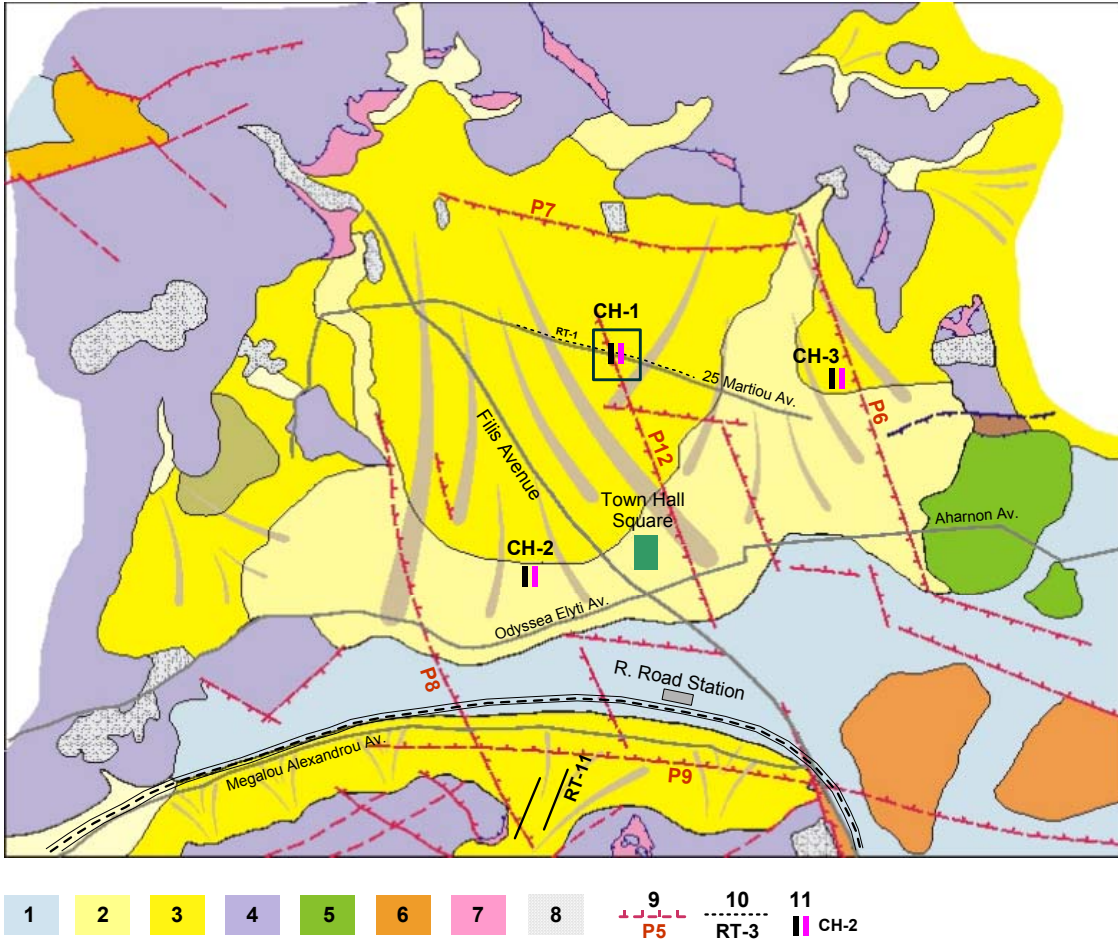 P7
CH-1
RT-1
CH-3
25 Martiou Av.
P6
Filis Avenue
P12
Town Hall
Square
Aharnon Av.
CH-2
Odyssea Elyti Av.
P8
R. Road Station
Megalou Alexandrou Av.
P9
RT-11
1 2 3 4 5 6 7 8 9 10 11
P5 RT-3 CH-2